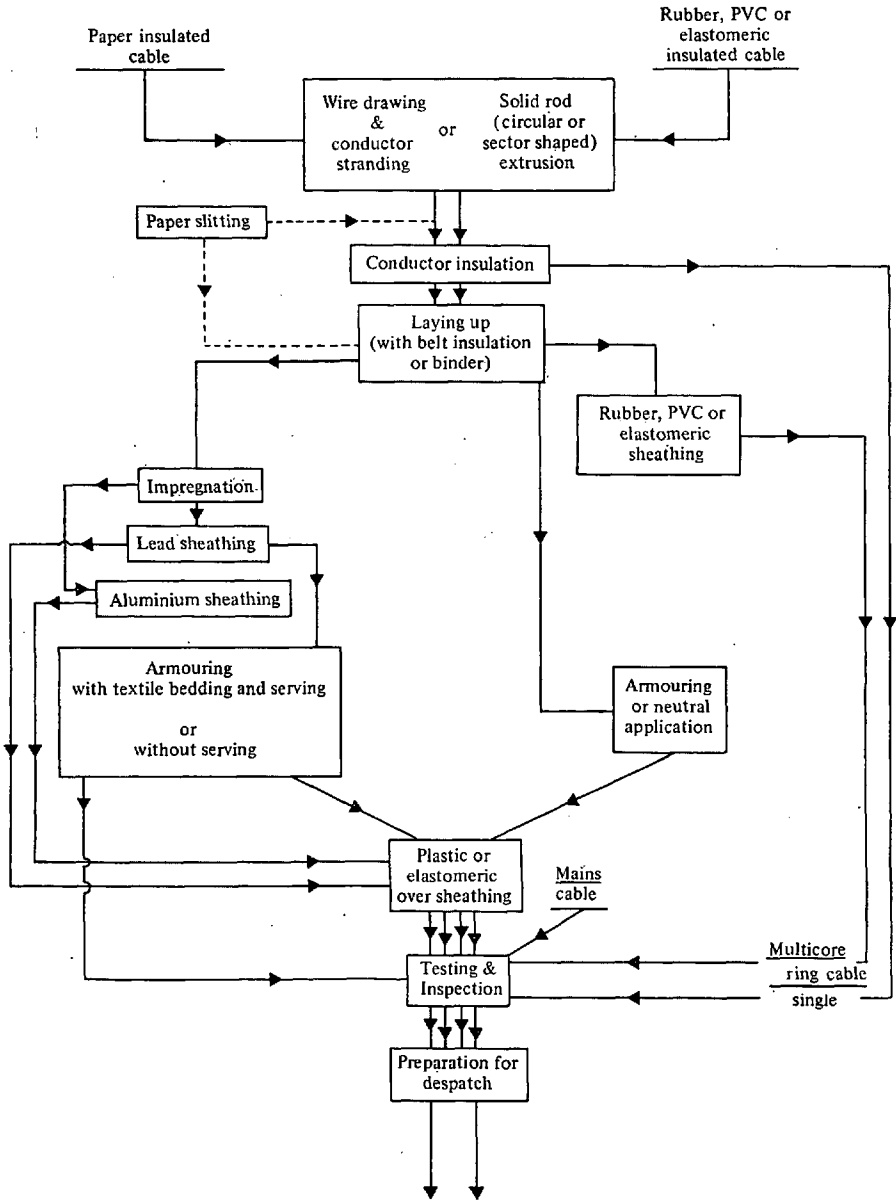 Paper insulated
cable
Rubber, PVC or
elastomeric
insulated cable
Wire drawing
&
conductor
stranding
or
Solid rod
(circular or
sector shaped)
extrusion
Paper slitting
Conductor insulation
Laying up
(with belt insulation
or binder)
Rubber, PVC or
elastomeric
sheathing
Impregnation
Lead sheathing
Aluminium sheathing
Armouring
with textile bedding and serving
or
without serving
Armouring
or neutral
application
Plastic or
elastomeric
over sheathing
Mains
cable
Testing &
Inspection
Multicore
ring cable
single
Preparation for
despatch